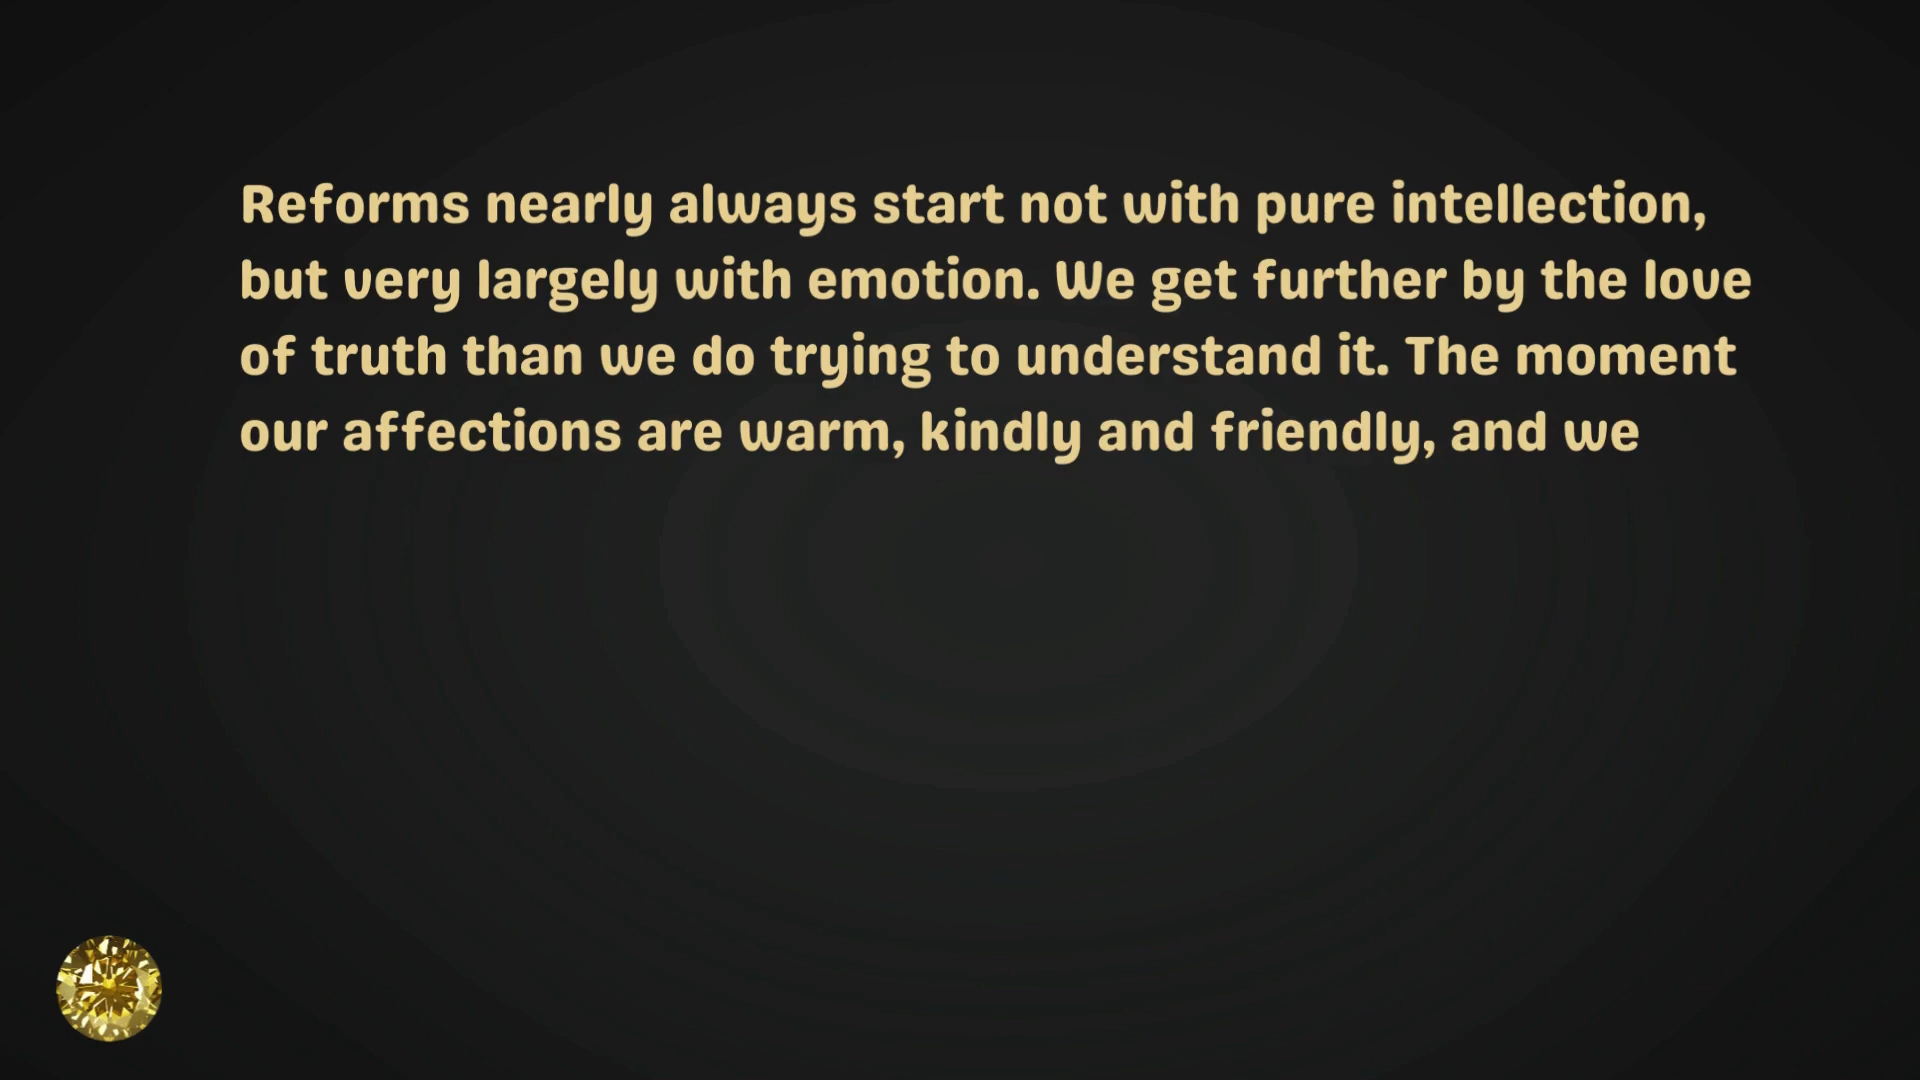 Reforms nearly always start not with pure intellection,
but very largely with emotion. We get further by the love
of truth than we do trying to understand it. The moment
our affections are warm, kindly and friendly, and we